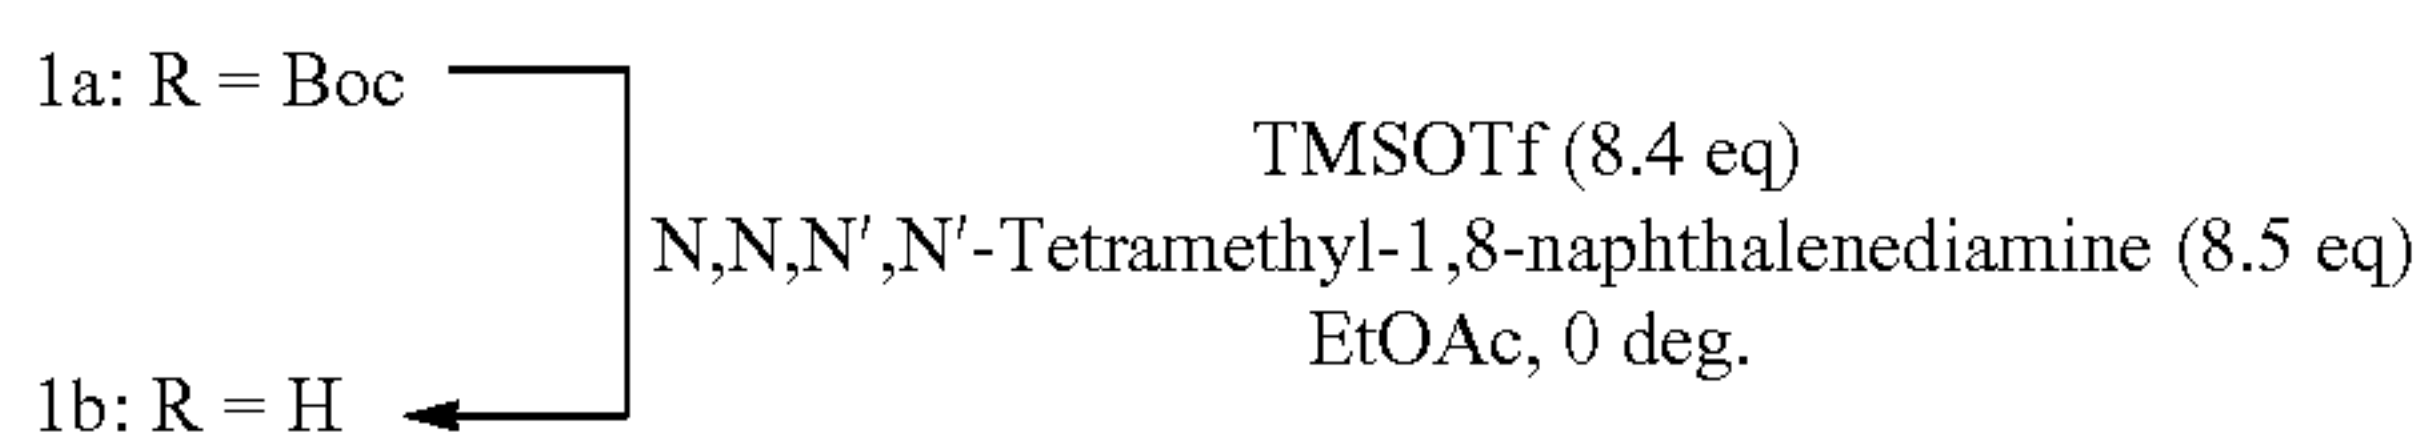 1a: R = Boc
TMSOTf (8.4 eq)
N,N,N′,N′-Tetramethyl-1,8-naphthalenediamine (8.5 eq)
EtOAc, 0 deg.
1b: R = H